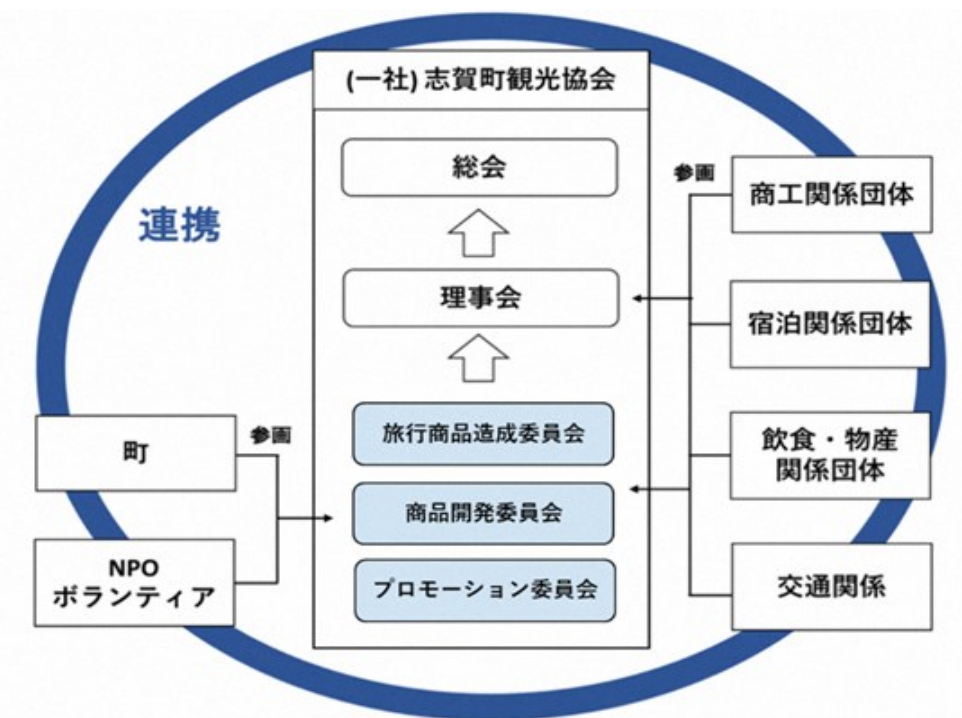 (一社) 志賀町観光協会
総会
理事会
旅行商品造成委員会
商品開発委員会
プロモーション委員会
連携
町
参画
NPO
ボランティア
参画
商工関係団体
宿泊関係団体
飲食・物産
関係団体
交通関係